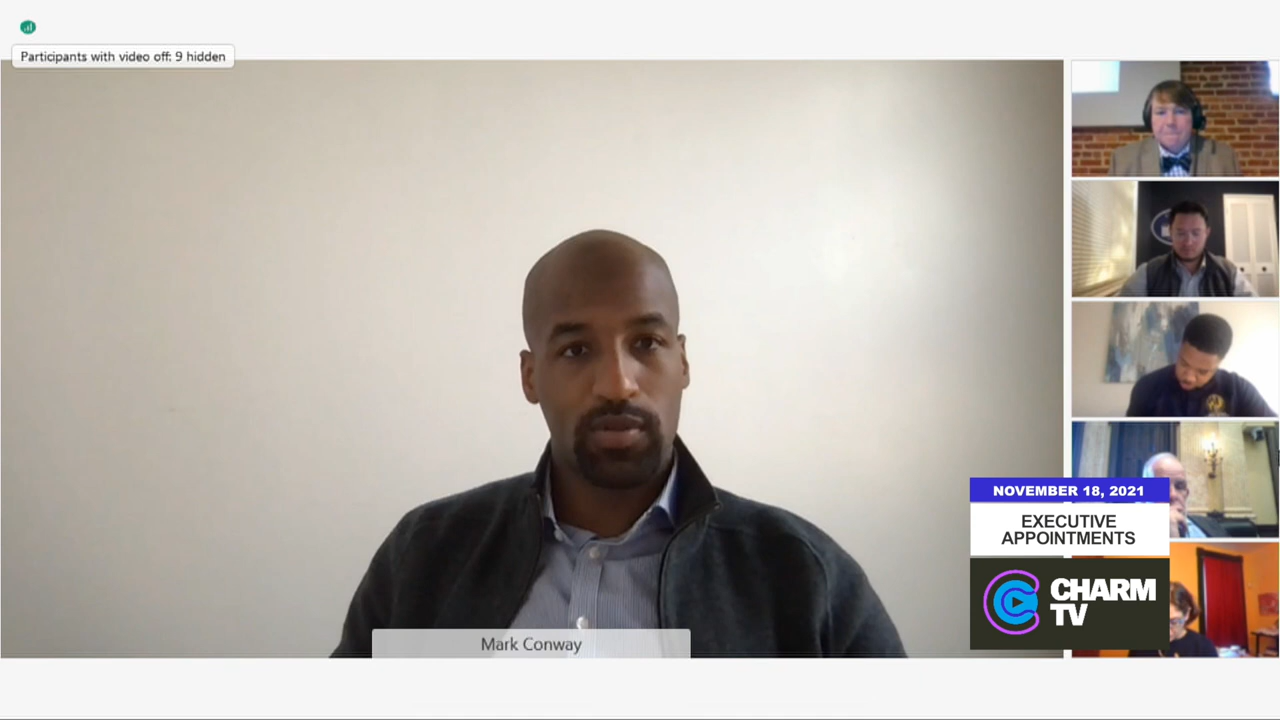 Participants with video off: 9 hidden
Mark Conway
NOVEMBER 18, 2021
EXECUTIVE
APPOINTMENTS
CHARM
TV